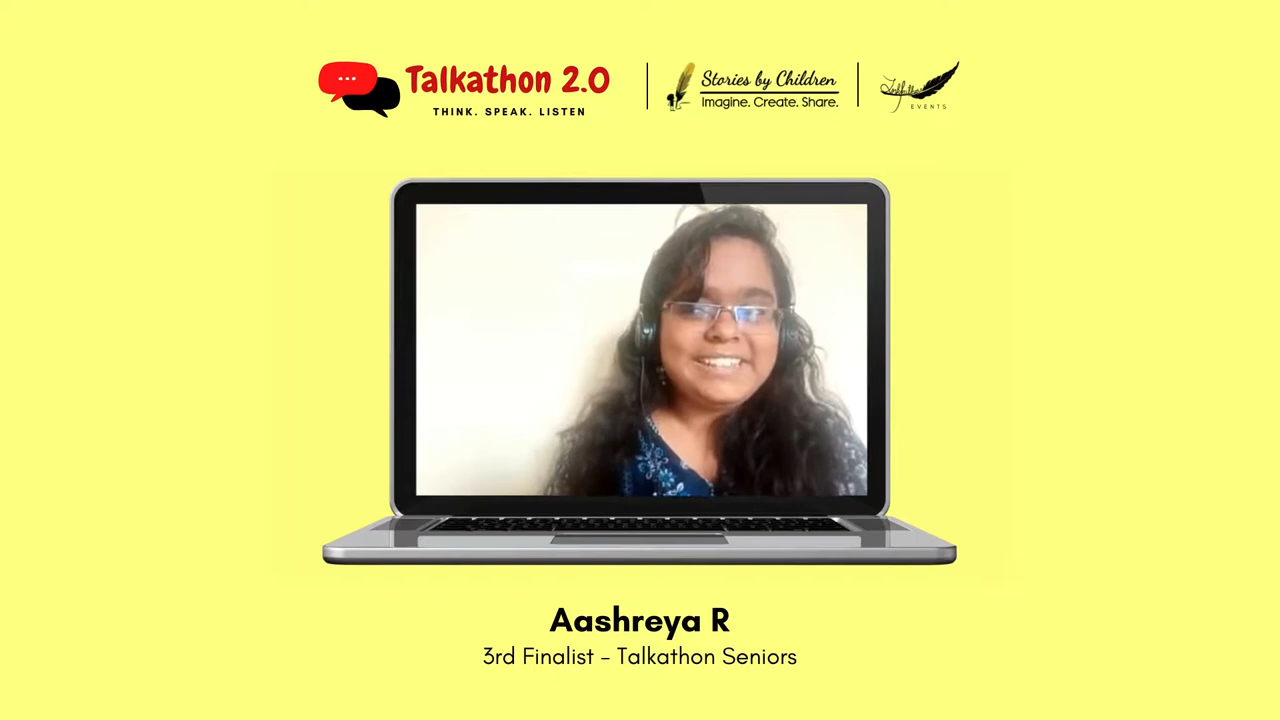 ...
Talkathon 2.0
THINK. SPEAK. LISTEN
Stories by Children
Imagine. Create. Share.
EVENTS
Aashreya R
3rd Finalist - Talkathon Seniors